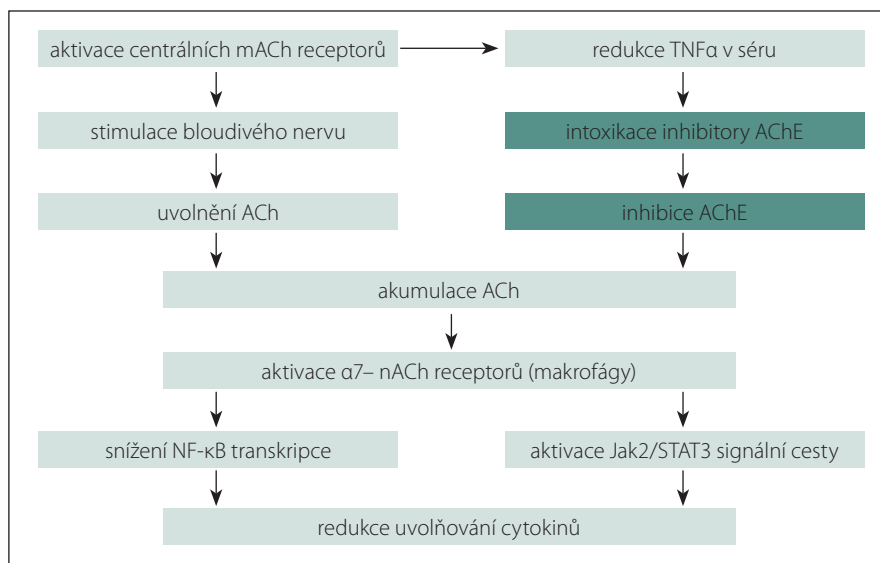 aktivace centrálních mACh receptorů
redukce TNFα v séru
stimulace bloudivého nervu
intoxikace inhibitory AChE
uvolnění ACh
inhibice AChE
akumulace ACh
aktivace α7– nACh receptorů (makrofágy)
snížení NF-κB transkripce
aktivace Jak2/STAT3 signální cesty
redukce uvolňování cytokinů